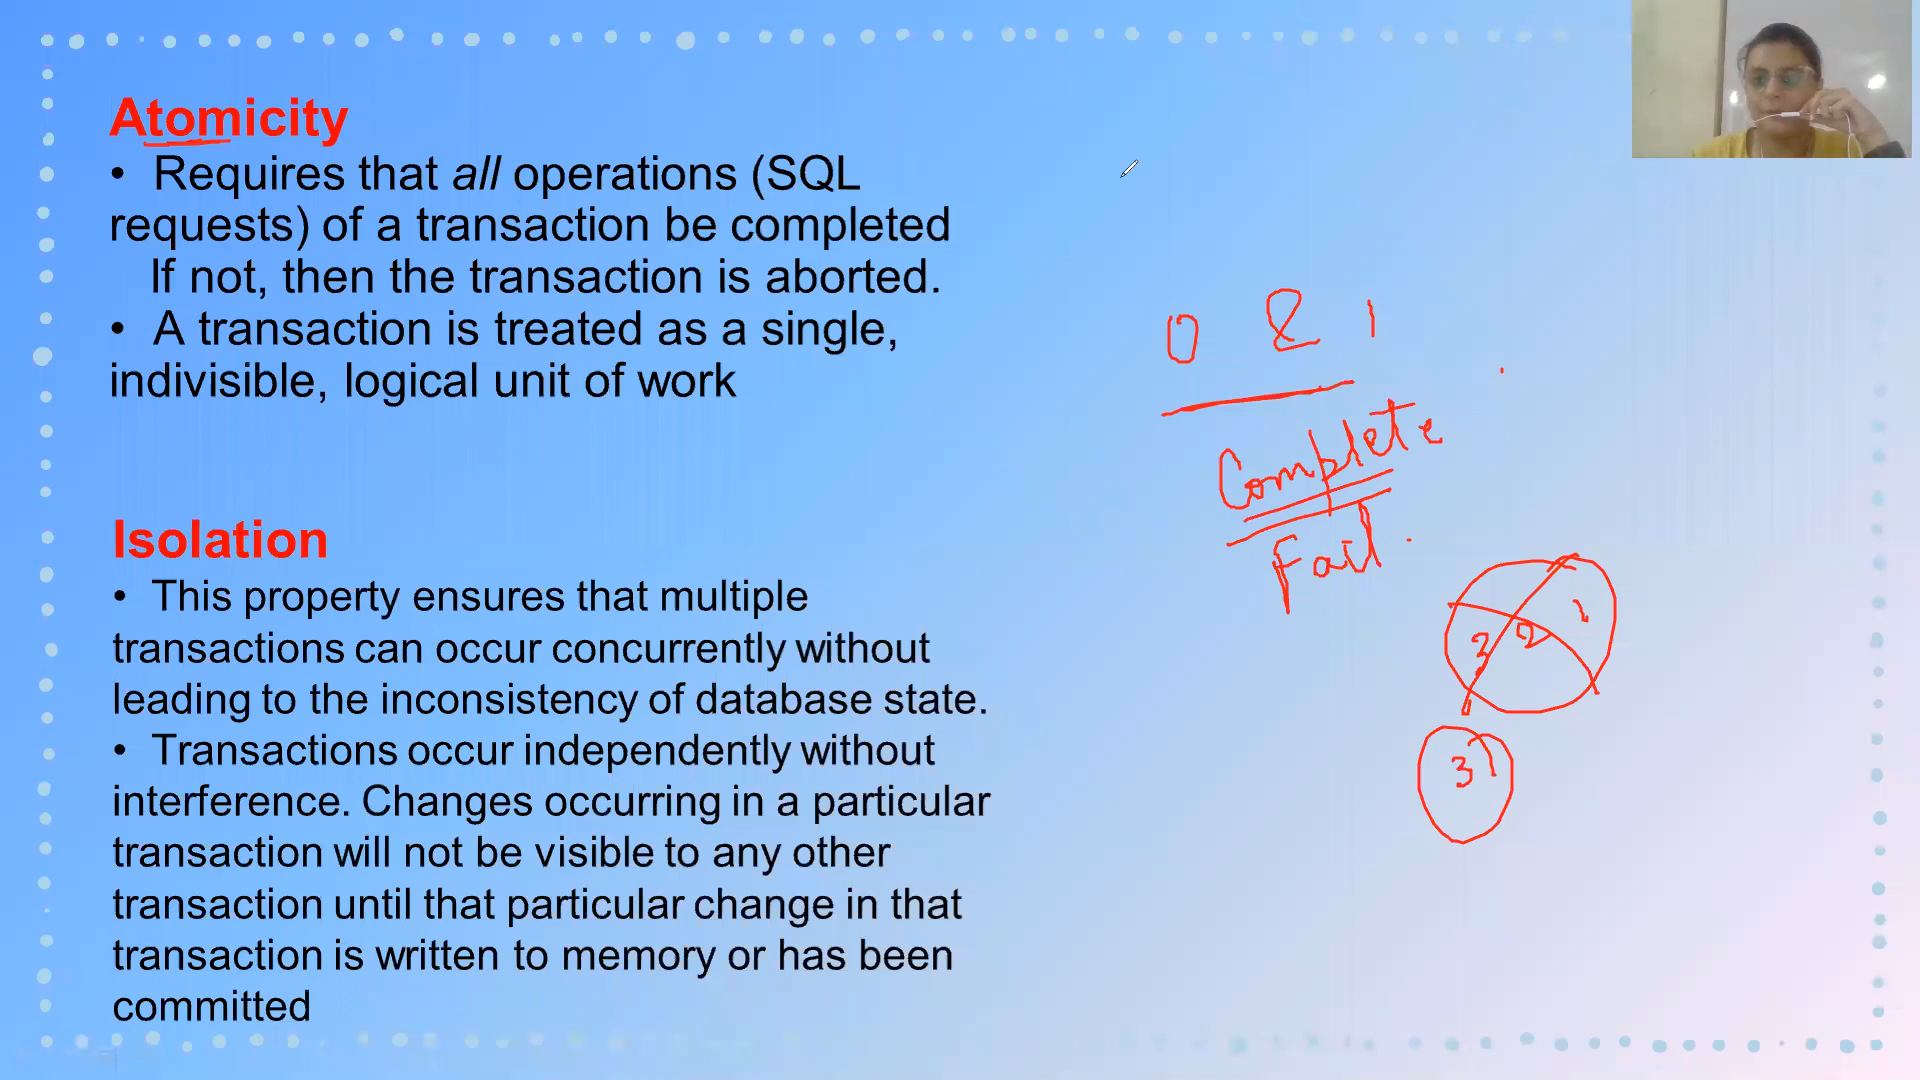 Atomicity
• Requires that all operations (SQL
requests) of a transaction be completed
If not, then the transaction is aborted.
• A transaction is treated as a single,
indivisible, logical unit of work
Isolation
• This property ensures that multiple
transactions can occur concurrently without
leading to the inconsistency of database state.
• Transactions occur independently without
interference. Changes occurring in a particular
transaction will not be visible to any other
transaction until that particular change in that
transaction is written to memory or has been
committed
0 & 1
Complete
Fail.
3 2 1
3